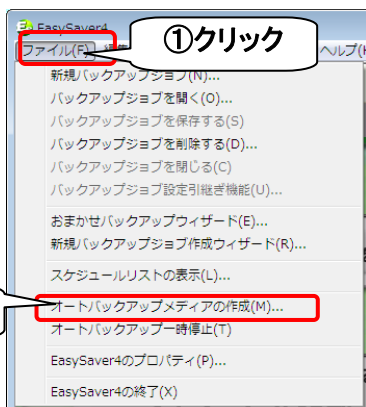 EasySaver4
①クリック
ファイル(F) 編集 ヘルプ(H
新規バックアップジョブ(N)...
バックアップジョブを開く(O)...
バックアップジョブを保存する(S)
バックアップジョブを削除する(D)...
バックアップジョブを閉じる(C)
バックアップジョブ設定引継ぎ機能(U)...
おまかせバックアップウィザード(E)...
新規バックアップジョブ作成ウィザード(R)...
スケジュールリストの表示(L)...
オートバックアップメディアの作成(M)...
オートバックアップ一時停止(T)
EasySaver4のプロパティ(P)...
EasySaver4の終了(X)